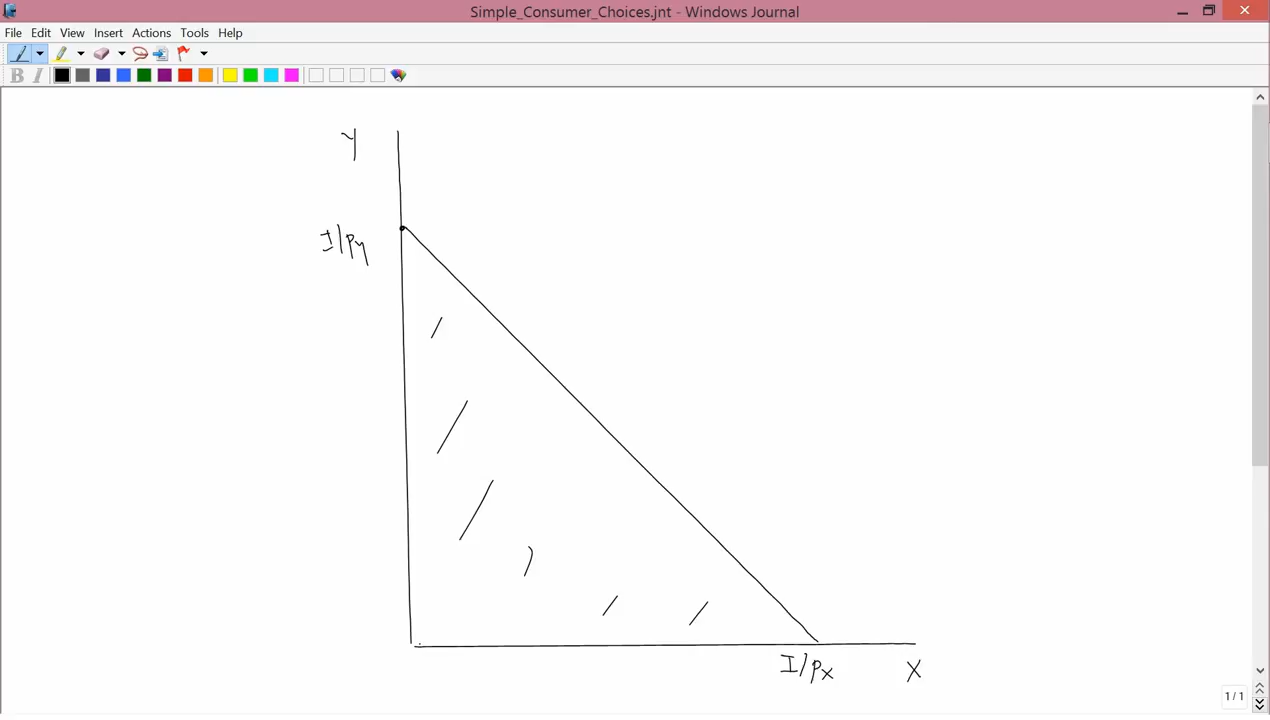 Simple_Consumer_Choices.jnt - Windows Journal
File Edit View Insert Actions Tools Help
B I
Y
I/Py
I/Px
X
1 / 1